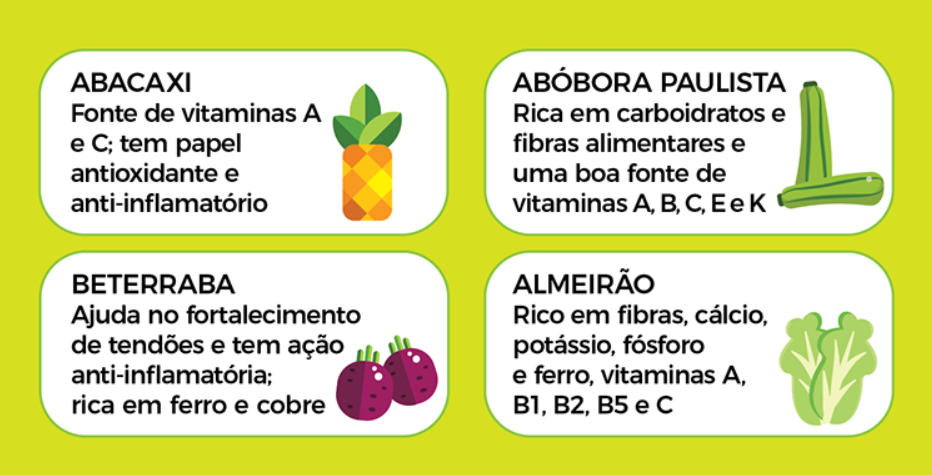 ABACAXI
Fonte de vitaminas A
e C; tem papel
antioxidante e
anti-inflamatório
ABÓBORA PAULISTA
Rica em carboidratos e
fibras alimentares e
uma boa fonte de
vitaminas A, B, C, E e K
BETERRABA
Ajuda no fortalecimento
de tendões e tem ação
anti-inflamatória;
rica em ferro e cobre
ALMEIRÃO
Rico em fibras, cálcio,
potássio, fósforo
e ferro, vitaminas A,
B1, B2, B5 e C